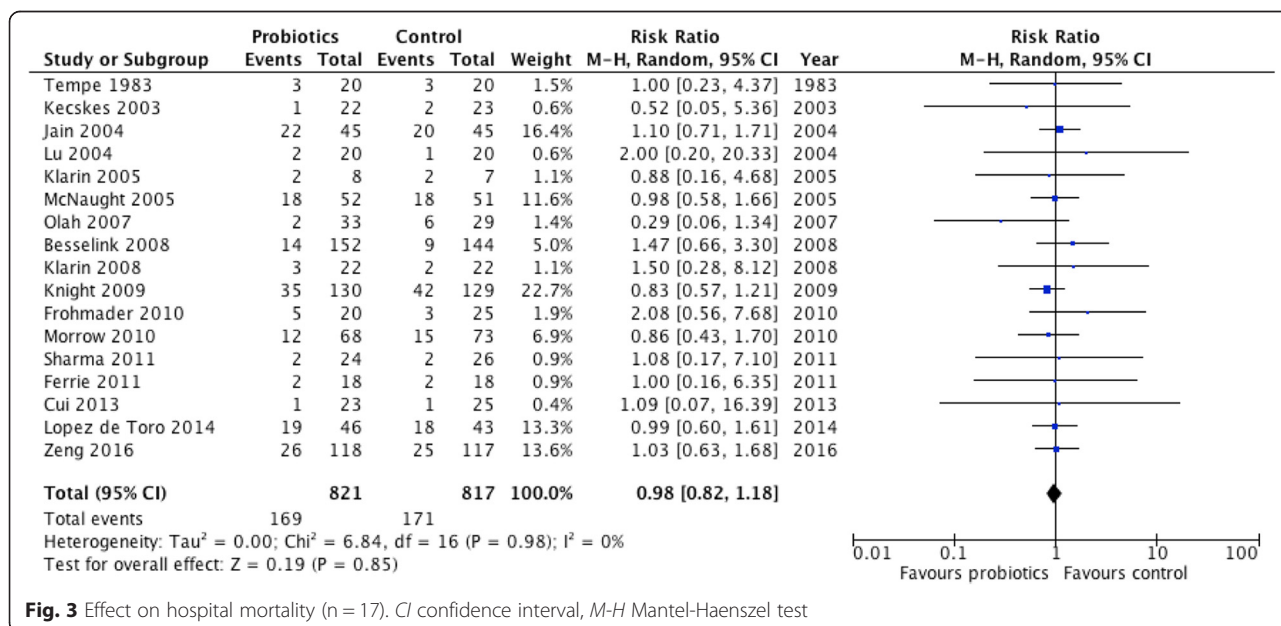 Probiotics Control Risk Ratio Risk Ratio
Study or Subgroup Events Total Events Total Weight M-H, Random, 95% CI Year M-H, Random, 95% CI
Tempe 1983 3 20 3 20 1.5% 1.00 [0.23, 4.37] 1983
Kecskes 2003 1 22 2 23 0.6% 0.52 [0.05, 5.36] 2003
Jain 2004 22 45 20 45 16.4% 1.10 [0.71, 1.71] 2004
Lu 2004 2 20 1 20 0.6% 2.00 [0.20, 20.33] 2004
Klarin 2005 2 8 2 7 1.1% 0.88 [0.16, 4.68] 2005
McNaught 2005 18 52 18 51 11.6% 0.98 [0.58, 1.66] 2005
Olah 2007 2 33 6 29 1.4% 0.29 [0.06, 1.34] 2007
Besselink 2008 14 152 9 144 5.0% 1.47 [0.66, 3.30] 2008
Klarin 2008 3 22 2 22 1.1% 1.50 [0.28, 8.12] 2008
Knight 2009 35 130 42 129 22.7% 0.83 [0.57, 1.21] 2009
Frohmader 2010 5 20 3 25 1.9% 2.08 [0.56, 7.68] 2010
Morrow 2010 12 68 15 73 6.9% 0.86 [0.43, 1.70] 2010
Sharma 2011 2 24 2 26 0.9% 1.08 [0.17, 7.10] 2011
Ferrie 2011 2 18 2 18 0.9% 1.00 [0.16, 6.35] 2011
Cui 2013 1 23 1 25 0.4% 1.09 [0.07, 16.39] 2013
Lopez de Toro 2014 19 46 18 43 13.3% 0.99 [0.60, 1.61] 2014
Zeng 2016 26 118 25 117 13.6% 1.03 [0.63, 1.68] 2016
Total (95% CI) 821 817 100.0% 0.98 [0.82, 1.18]
Total events 169 171
Heterogeneity: Tau² = 0.00; Chi² = 6.84, df = 16 (P = 0.98); I² = 0%
Test for overall effect: Z = 0.19 (P = 0.85)
0.01 0.1 1 10 100
Favours probiotics Favours control
Fig. 3 Effect on hospital mortality (n = 17). CI confidence interval, M-H Mantel-Haenszel test